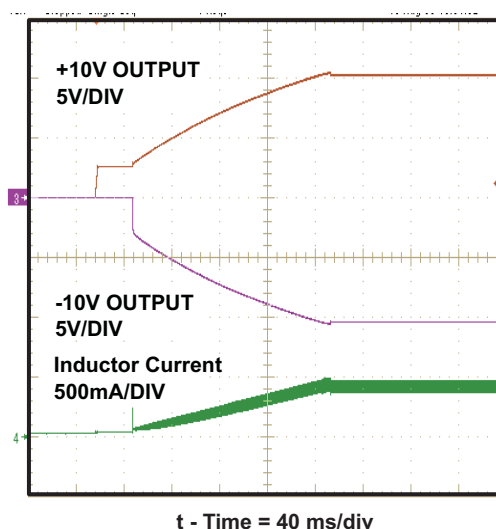 +10V OUTPUT
5V/DIV
3
-10V OUTPUT
5V/DIV
Inductor Current
500mA/DIV
4
t - Time = 40 ms/div